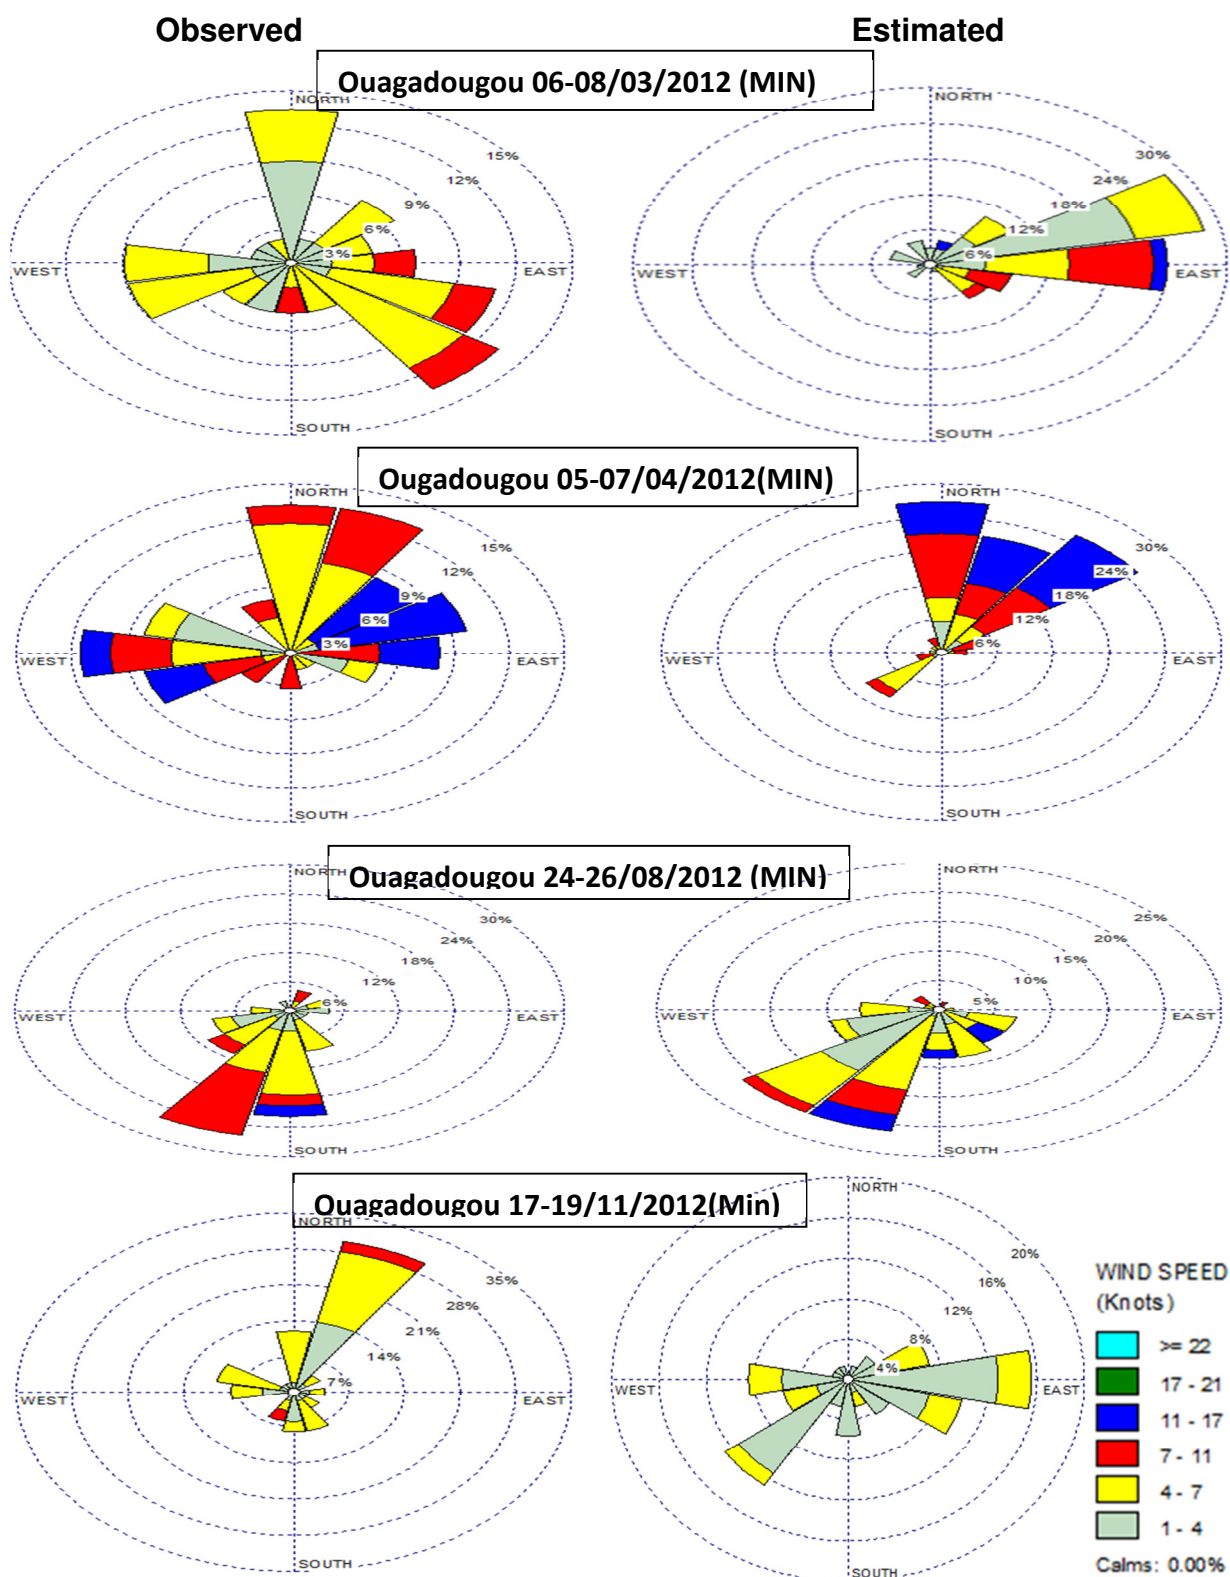 Observed
Estimated
Ouagadougou 06-08/03/2012 (MIN)
NORTH
15%
12%
9%
6%
3%
WEST
EAST
SOUTH
NORTH
30%
24%
18%
12%
6%
WEST
EAST
SOUTH
Ougadougou 05-07/04/2012(MIN)
NORTH
15%
12%
9%
6%
3%
WEST
EAST
SOUTH
NORTH
30%
24%
18%
12%
6%
WEST
EAST
SOUTH
Ouagadougou 24-26/08/2012 (MIN)
NORTH
30%
24%
18%
12%
6%
WEST
EAST
SOUTH
NORTH
25%
20%
15%
10%
5%
WEST
EAST
SOUTH
Ouagadougou 17-19/11/2012(Min)
NORTH
35%
28%
21%
14%
7%
WEST
EAST
SOUTH
NORTH
20%
16%
12%
8%
4%
WEST
EAST
SOUTH
WIND SPEED
(Knots)
>= 22
17 - 21
11 - 17
7 - 11
4 - 7
1 - 4
Calms: 0.00%